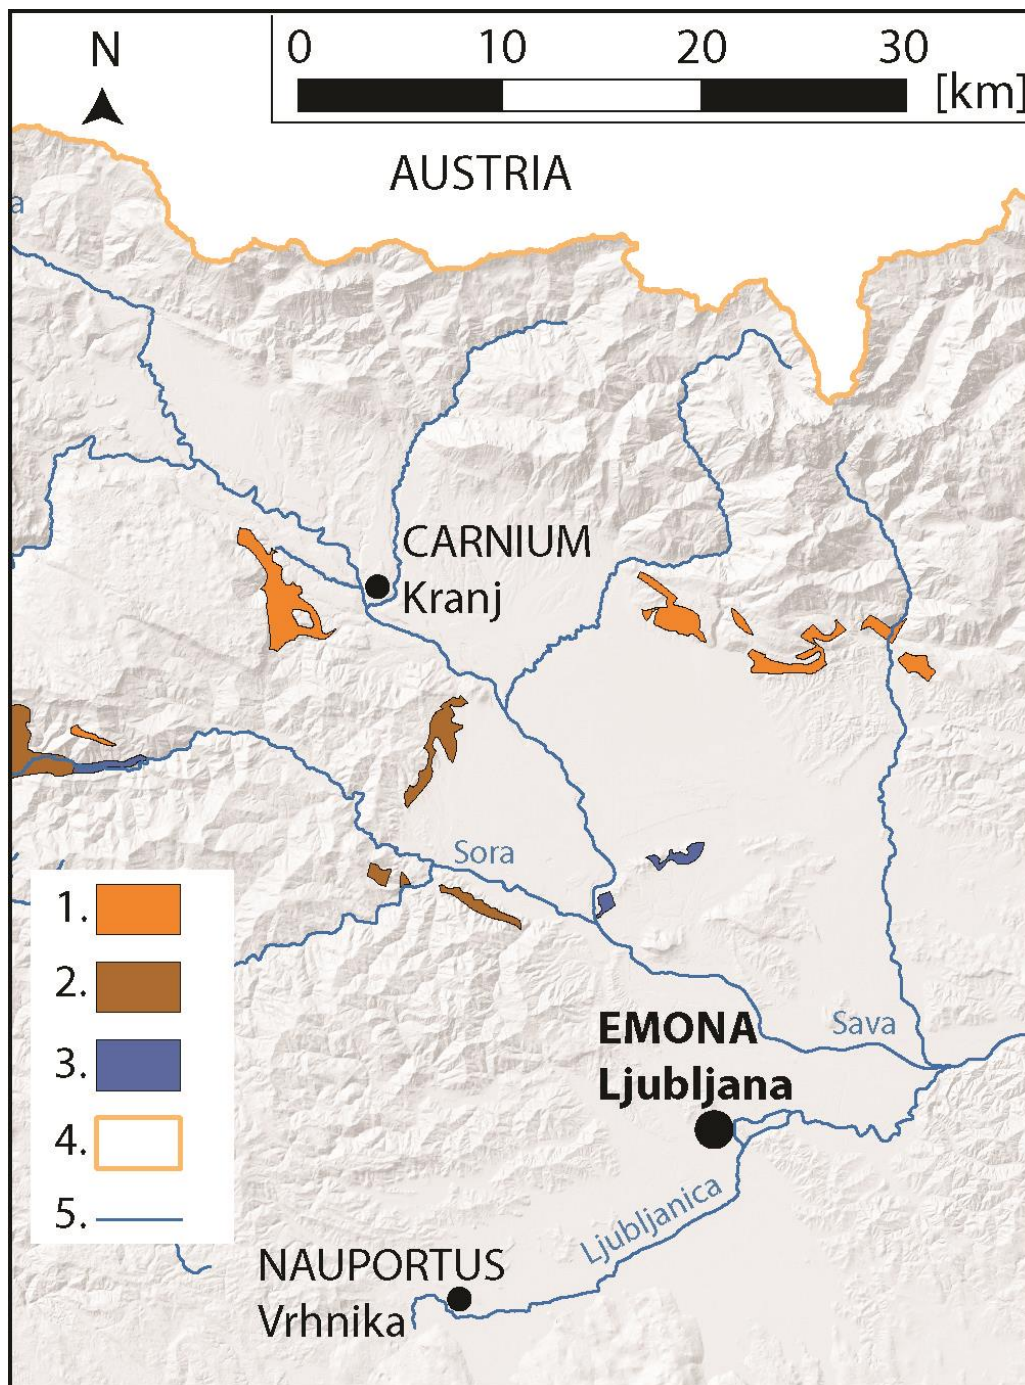 N
0 10 20 30
[km]
AUSTRIA
a
CARNIUM
Kranj
Sora
1.
2.
3.
4.
5.
EMONA
Ljubljana
Sava
Ljubljanica
NAUPORTUS
Vrhnika